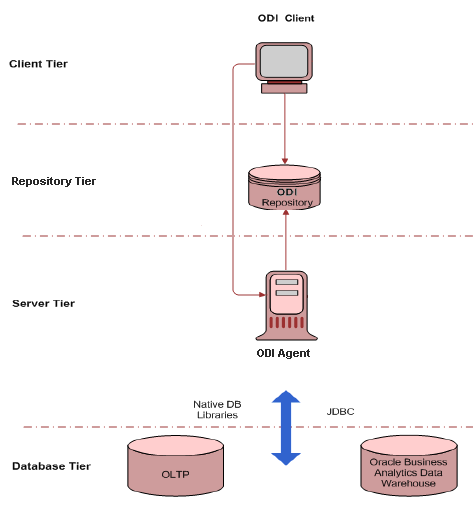 ODI Client
Client Tier
Repository Tier
ODI
Repository
Server Tier
ODI Agent
Native DB
Libraries
JDBC
Database Tier
OLTP
Oracle Business
Analytics Data
Warehouse